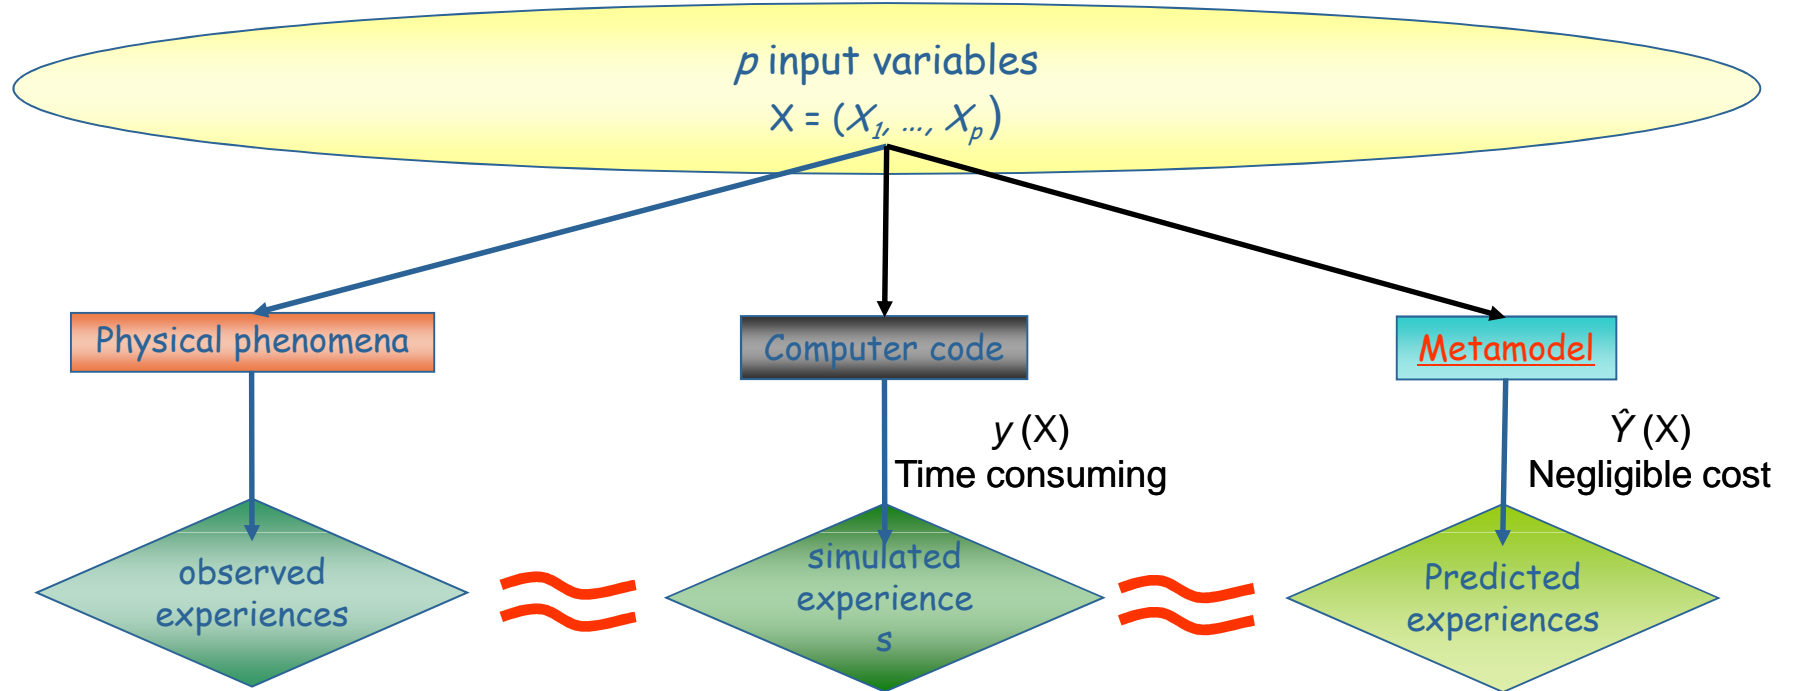 p input variables
X = (X1, ..., Xp)
Physical phenomena
Computer code
Metamodel
y (X)
Time consuming
Ŷ (X)
Negligible cost
observed
experiences
≈
simulated
experience
s
≈
Predicted
experiences